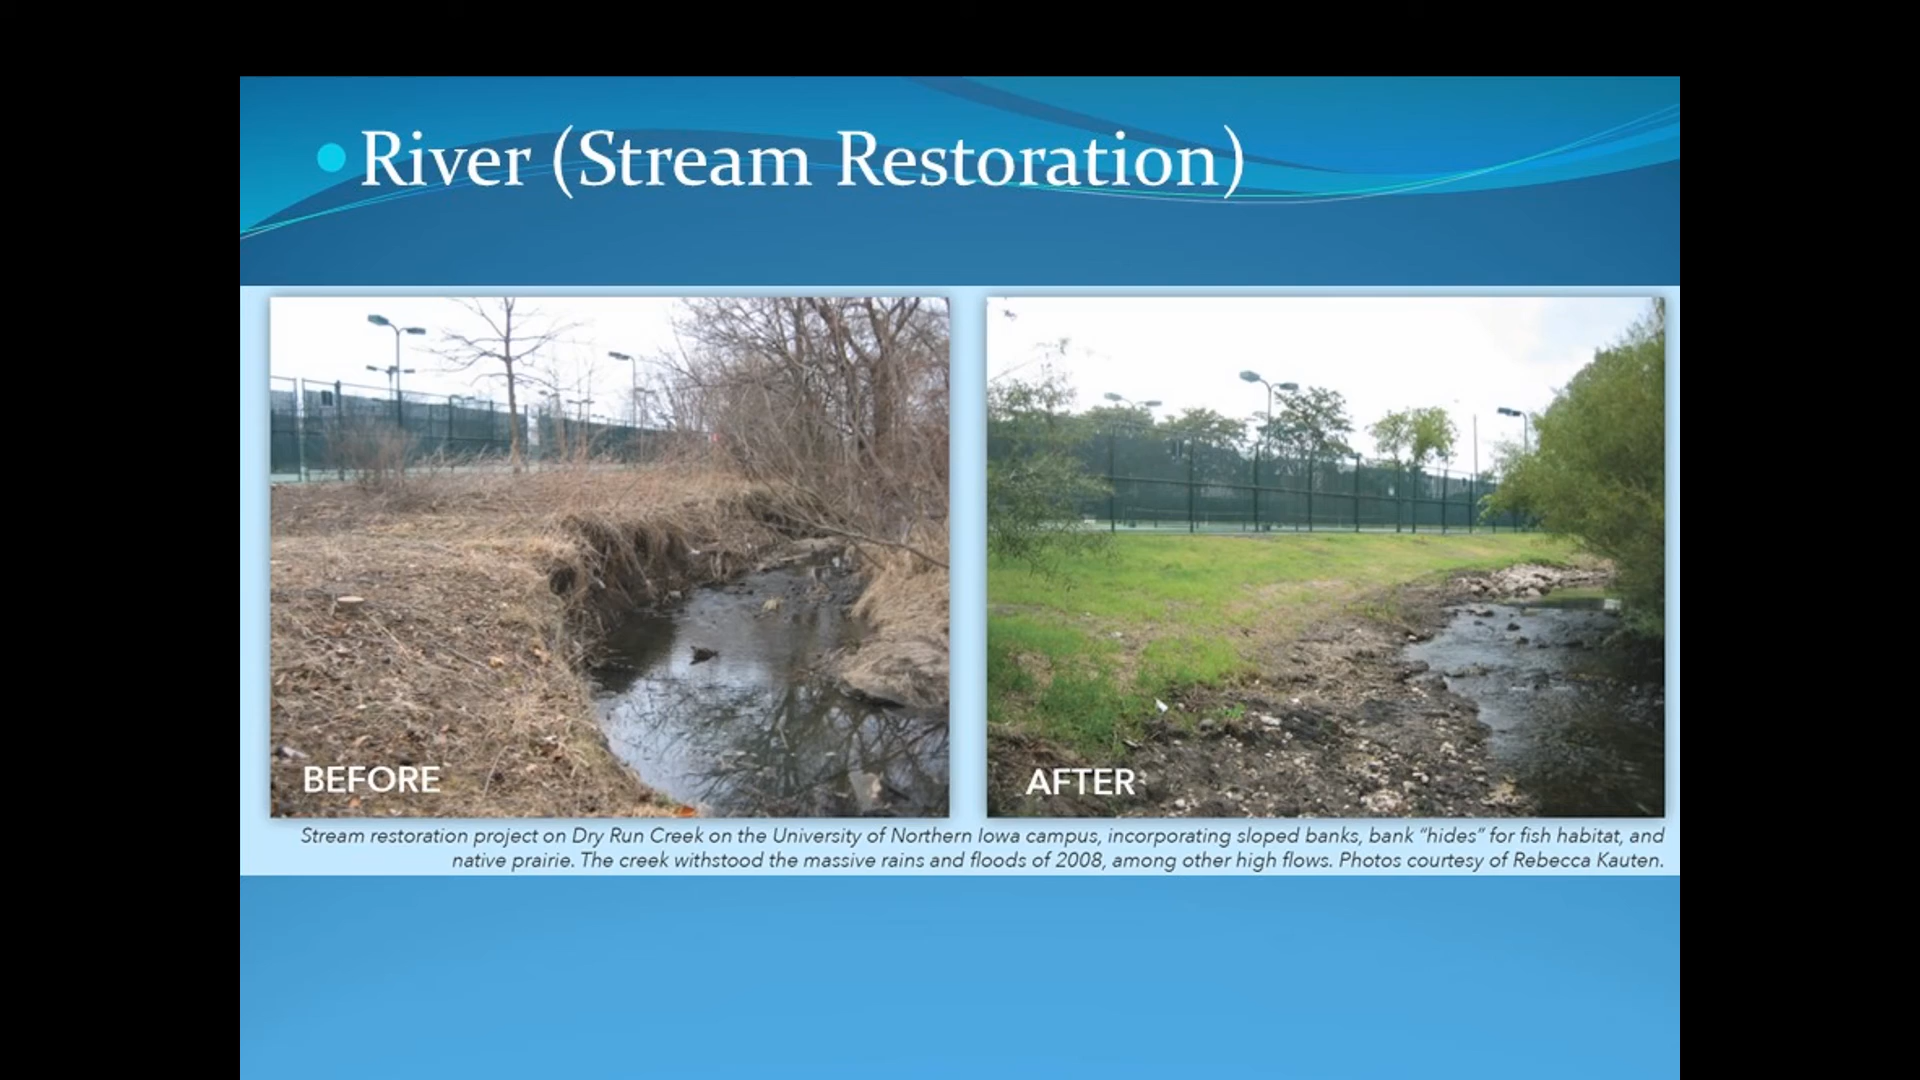 River (Stream Restoration)
BEFORE
AFTER
Stream restoration project on Dry Run Creek on the University of Northern Iowa campus, incorporating sloped banks, bank “hides” for fish habitat, and
native prairie. The creek withstood the massive rains and floods of 2008, among other high flows. Photos courtesy of Rebecca Kauten.